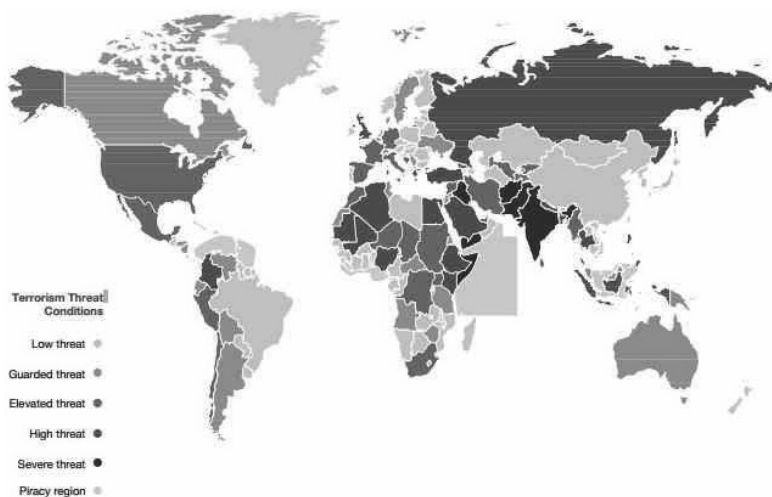 Terrorism Threat
Conditions
Low threat
Guarded threat
Elevated threat
High threat
Severe threat
Piracy region